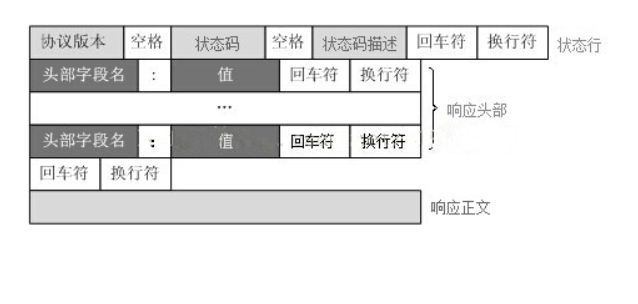 协议版本 空格 状态码 空格 状态码描述 回车符 换行符 状态行
头部字段名 : 值 回车符 换行符
...
响应头部
头部字段名 : 值 回车符 换行符
回车符 换行符
响应正文